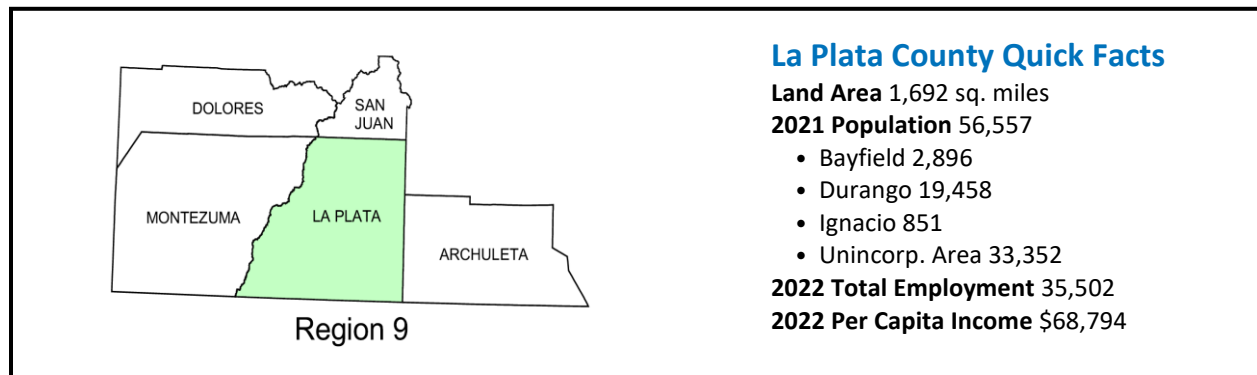 DOLORES
SAN
JUAN
MONTEZUMA
LA PLATA
ARCHULETA
Region 9
La Plata County Quick Facts
Land Area 1,692 sq. miles
2021 Population 56,557
• Bayfield 2,896
• Durango 19,458
• Ignacio 851
• Unincorp. Area 33,352
2022 Total Employment 35,502
2022 Per Capita Income $68,794